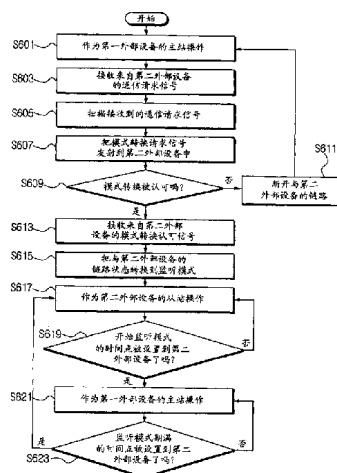 开始
S601
作为第一外部设备的主站操作
S603
接收来自第二外部设备
的通信请求信号
S605
扫描接收到的通信请求信号
S607
把模式转换请求信号
发射到第二外部设备中
S609
模式转换被认可吗?
否
S611
断开与第二
外部设备的链路
是
S613
接收来自第二外部
设备的模式转换认可信号
S615
把与第二外部设备的
链路状态转换到监听模式
S617
作为第二外部设备的从站操作
S619
开始监听模式
的时间点被设置到第二
外部设备了吗?
否
是
S621
作为第一外部设备的主站操作
监听模式期满
的时间点被设置到第二
外部设备了吗?
是
否
S623